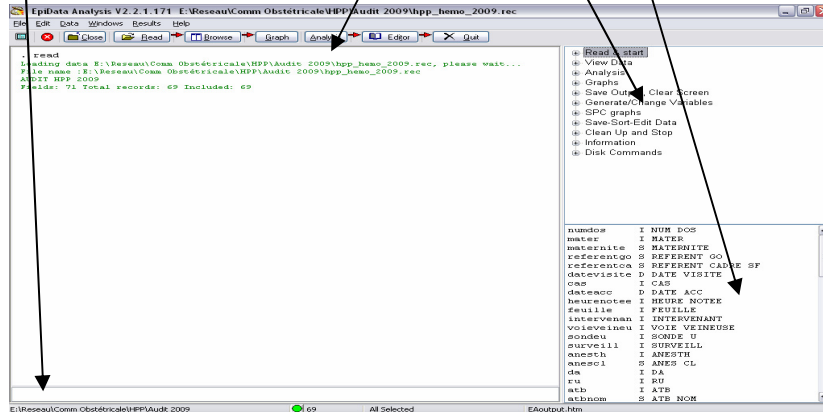 EpiData Analysis V2.2.1.171 E:\Reseau\Comm Obstétricale\HPP\Audit 2009\hpp_hemo_2009.rec
File Edit Data Windows Results Help
Close Read Browse Graph Analy Editor Quit
. read
Loading data E:\Reseau\Comm Obstétricale\HPP\Audit 2009\hpp_hemo_2009.rec, please wait...
File name :E:\Reseau\Comm Obstétricale\HPP\Audit 2009\hpp_hemo_2009.rec
AUDIT HPP 2009
Fields: 71 Total records: 69 Included: 69
Read & start
View Data
Analysis
Graphs
Save Output, Clear Screen
Generate/Change Variables
SPC graphs
Save-Sort-Edit Data
Clean Up and Stop
Information
Disk Commands
numdos I NUM DOS
mater I MATER
maternite S MATERNITE
referentgo S REFERENT GO
referentca S REFERENT CADRE SF
datevisite D DATE VISITE
cas I CAS
dateacc D DATE ACC
heurenotee I HEURE NOTEE
feuille I FEUILLE
intervenan I INTERVENANT
voieveineu I VOIE VEINEUSE
sondeu I SONDE U
surveill I SURVEILL
anesth I ANESTH
anescl S ANES CL
da I DA
ru I RU
atb I ATB
atbnom S ATB NOM
E:\Reseau\Comm Obstétricale\HPP\Audit 2009 69 All Selected EAoutput.htm